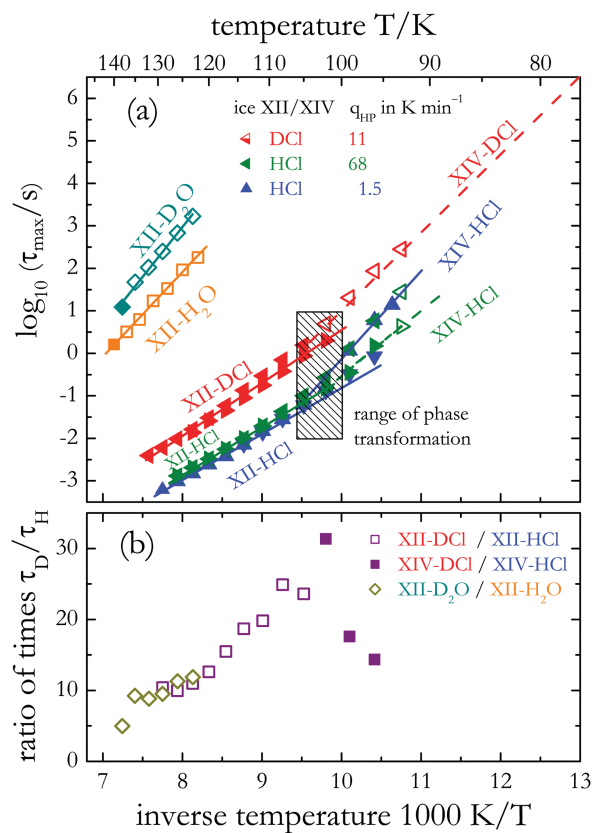 temperature T/K
140 130 120 110 100 90 80
(a)
ice XII/XIV q_HP in K min⁻¹
DCl 11
HCl 68
HCl 1.5
XII-D₂O
XII-H₂O
XIV-DCl
XIV-HCl
XIV-HCl
XII-DCl
XII-HCl
XII-HCl
range of phase
transformation
log₁₀ (τ_max/s)
6
5
4
3
2
1
0
-1
-2
-3
(b)
XII-DCl / XII-HCl
XIV-DCl / XIV-HCl
XII-D₂O / XII-H₂O
ratio of times τ_D/τ_H
30
20
10
0
7 8 9 10 11 12 13
inverse temperature 1000 K/T